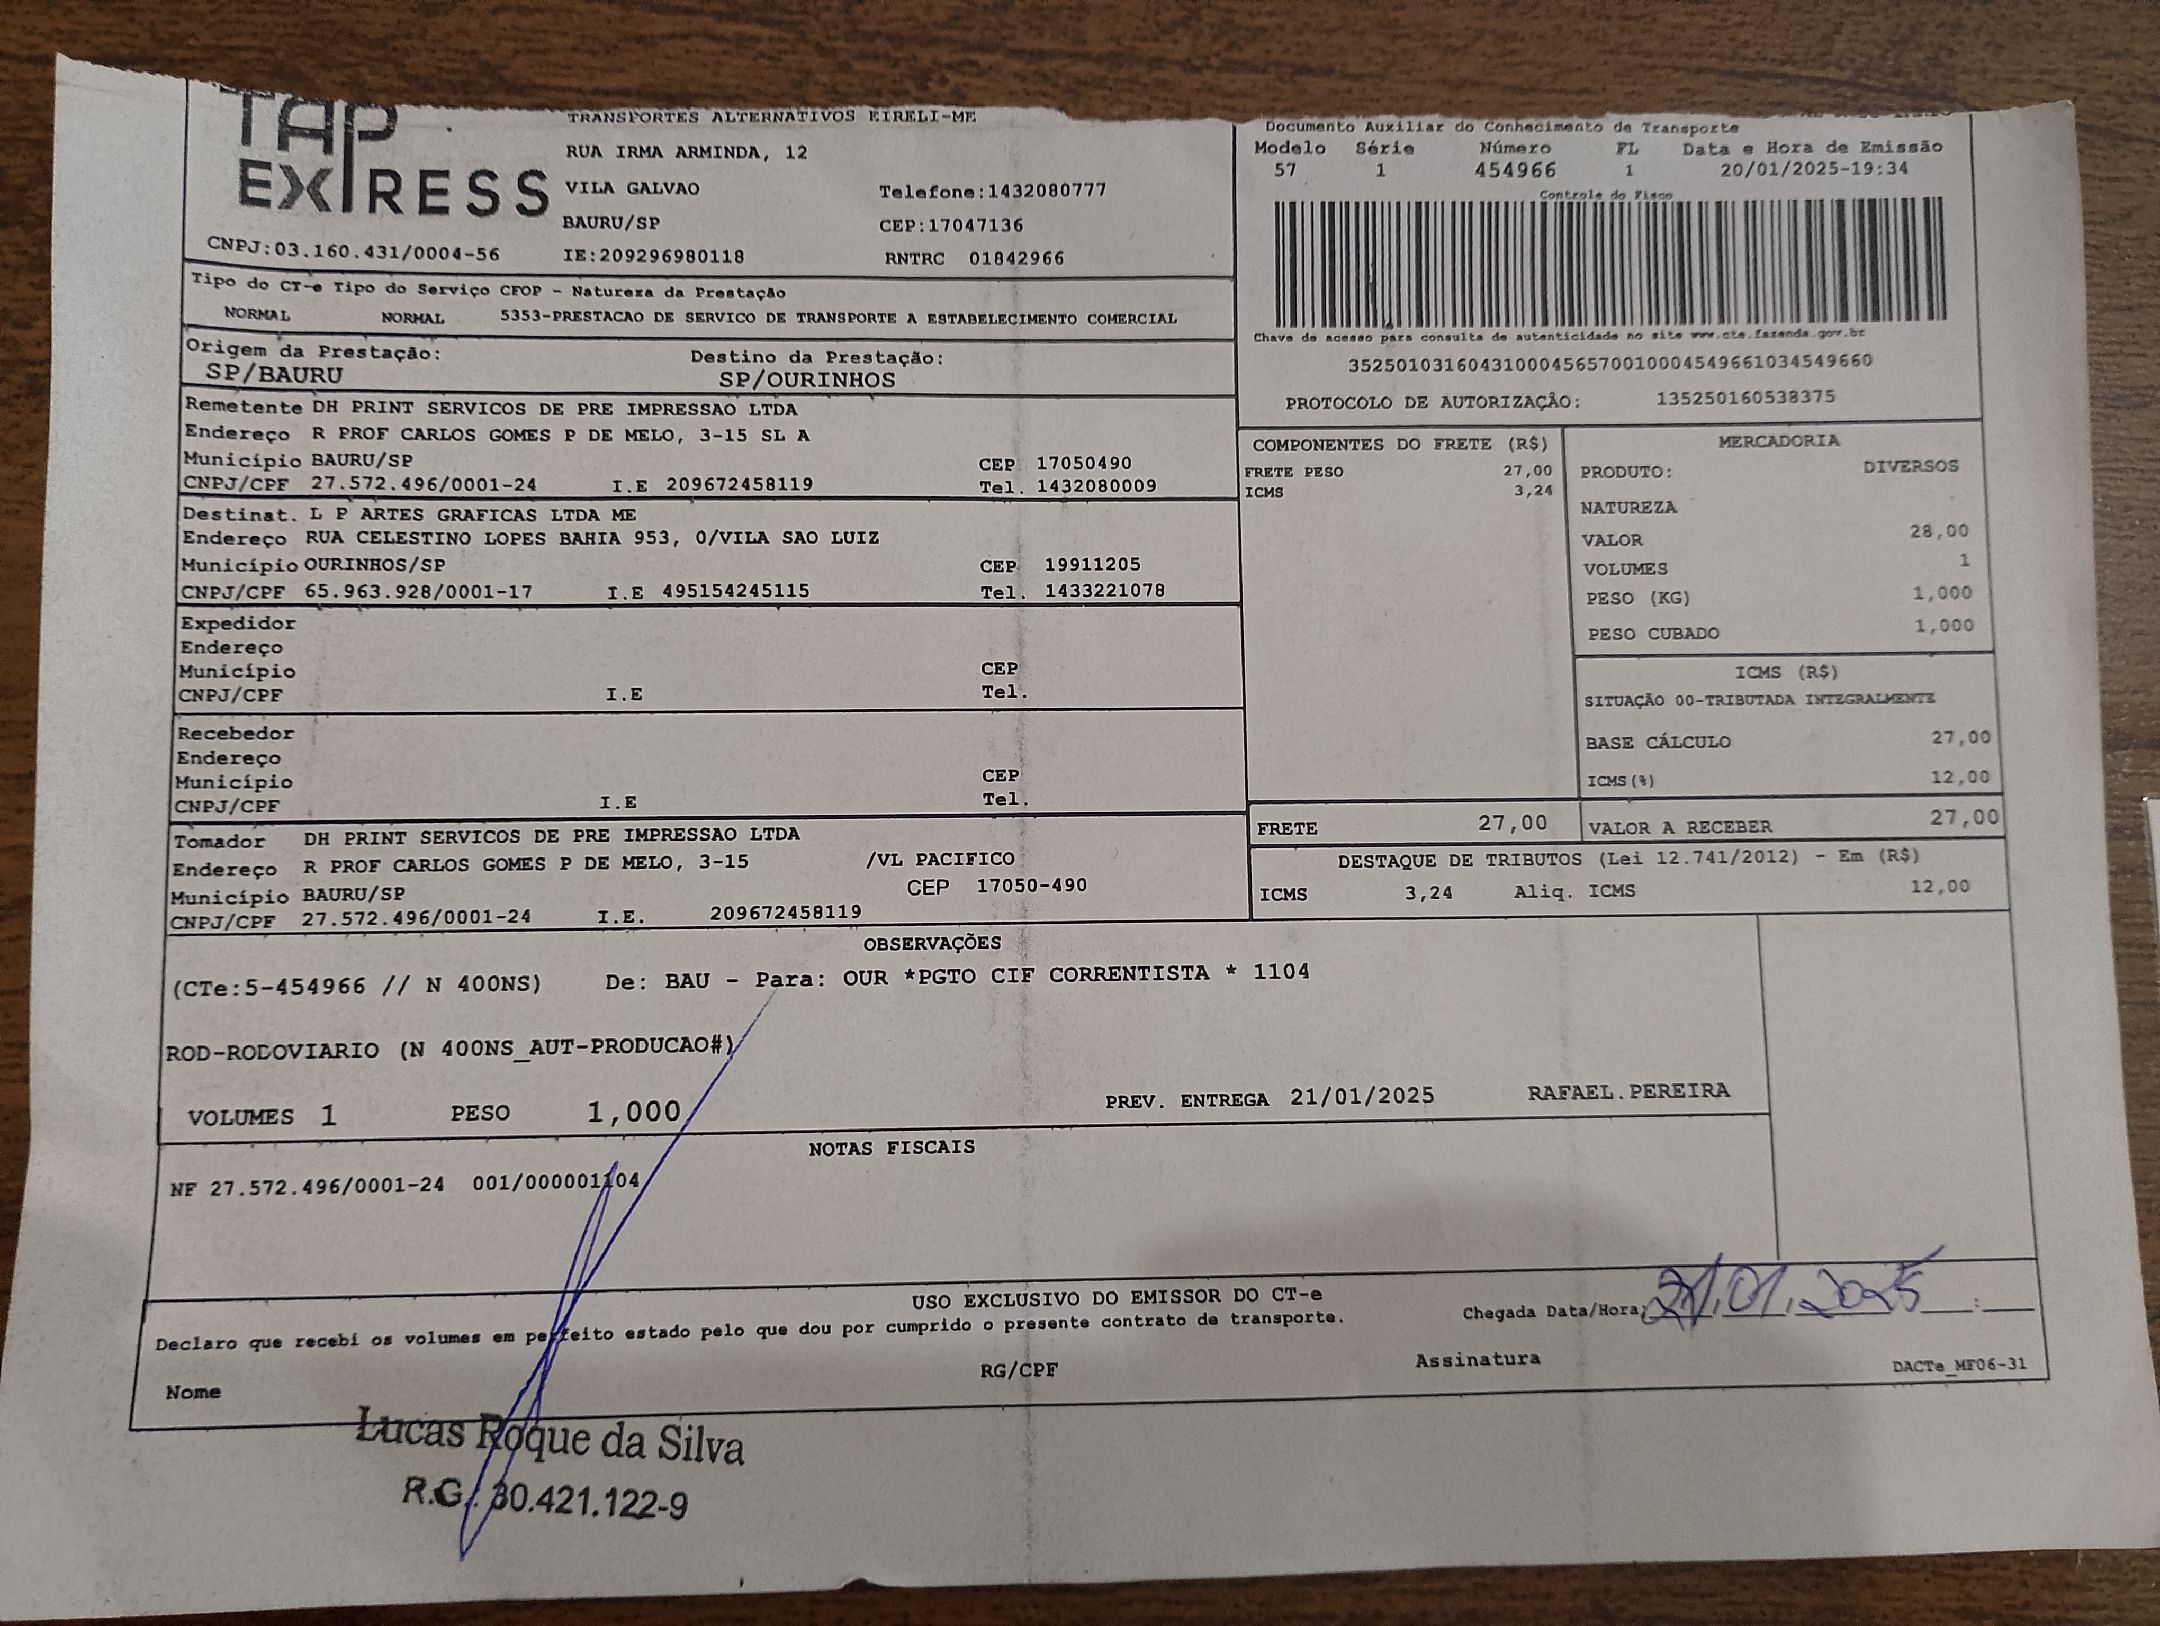 TAP
EXPRESS
TRANSPORTES ALTERNATIVOS EIRELI-ME
RUA IRMA ARMINDA, 12
VILA GALVAO Telefone:1432080777
BAURU/SP CEP:17047136
CNPJ:03.160.431/0004-56 IE:209296980118 RNTRC 01842966
Documento Auxiliar do Conhecimento de Transporte
Modelo Série Número FL Data e Hora de Emissão
57 1 454966 1 20/01/2025-19:34
Controle do Fisco
Chave de acesso para consulta de autenticidade no site www.cte.fazenda.gov.br
35250103160431000456570010004549661034549660
PROTOCOLO DE AUTORIZAÇÃO: 135250160538375
Tipo do CT-e Tipo do Serviço CFOP - Natureza da Prestação
NORMAL NORMAL 5353-PRESTACAO DE SERVICO DE TRANSPORTE A ESTABELECIMENTO COMERCIAL
Origem da Prestação: Destino da Prestação:
SP/BAURU SP/OURINHOS
Remetente DH PRINT SERVICOS DE PRE IMPRESSAO LTDA
Endereço R PROF CARLOS GOMES P DE MELO, 3-15 SL A
Município BAURU/SP CEP 17050490
CNPJ/CPF 27.572.496/0001-24 I.E 209672458119 Tel. 1432080009
Destinat. L P ARTES GRAFICAS LTDA ME
Endereço RUA CELESTINO LOPES BAHIA 953, 0/VILA SAO LUIZ
Município OURINHOS/SP CEP 19911205
CNPJ/CPF 65.963.928/0001-17 I.E 495154245115 Tel. 1433221078
Expedidor
Endereço
Município CEP
CNPJ/CPF I.E Tel.
Recebedor
Endereço
Município CEP
CNPJ/CPF I.E Tel.
Tomador DH PRINT SERVICOS DE PRE IMPRESSAO LTDA
Endereço R PROF CARLOS GOMES P DE MELO, 3-15 /VL PACIFICO
Município BAURU/SP CEP 17050-490
CNPJ/CPF 27.572.496/0001-24 I.E. 209672458119
COMPONENTES DO FRETE (R$)
FRETE PESO 27,00
ICMS 3,24
MERCADORIA
PRODUTO: DIVERSOS
NATUREZA
VALOR 28,00
VOLUMES 1
PESO (KG) 1,000
PESO CUBADO 1,000
ICMS (R$)
SITUAÇÃO 00-TRIBUTADA INTEGRALMENTE
BASE CÁLCULO 27,00
ICMS(%) 12,00
FRETE 27,00 VALOR A RECEBER 27,00
DESTAQUE DE TRIBUTOS (Lei 12.741/2012) - Em (R$)
ICMS 3,24 Aliq. ICMS 12,00
OBSERVAÇÕES
(CTe:5-454966 // N 400NS) De: BAU - Para: OUR *PGTO CIF CORRENTISTA * 1104
ROD-RODOVIARIO (N 400NS_AUT-PRODUCAO#)
VOLUMES 1 PESO 1,000 PREV. ENTREGA 21/01/2025 RAFAEL.PEREIRA
NOTAS FISCAIS
NF 27.572.496/0001-24 001/000001104
USO EXCLUSIVO DO EMISSOR DO CT-e
Chegada Data/Hora: 21.01.2025 :
Declaro que recebi os volumes em perfeito estado pelo que dou por cumprido o presente contrato de transporte.
Nome RG/CPF Assinatura DACTe_MF06-31
Lucas Roque da Silva
R.G. 30.421.122-9